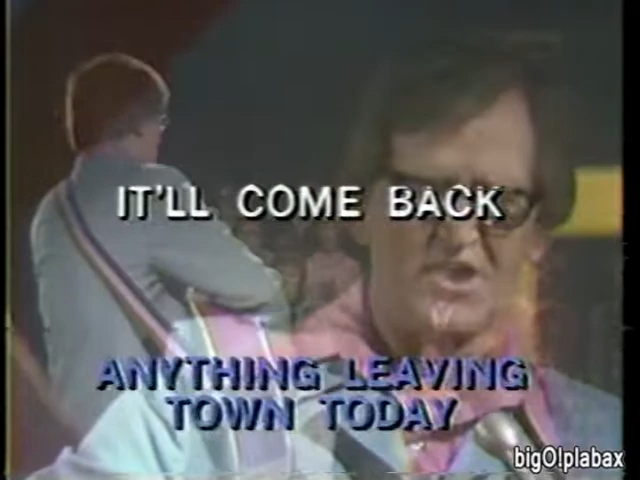 IT'LL COME BACK
ANYTHING LEAVING
TOWN TODAY
bigO!plabax